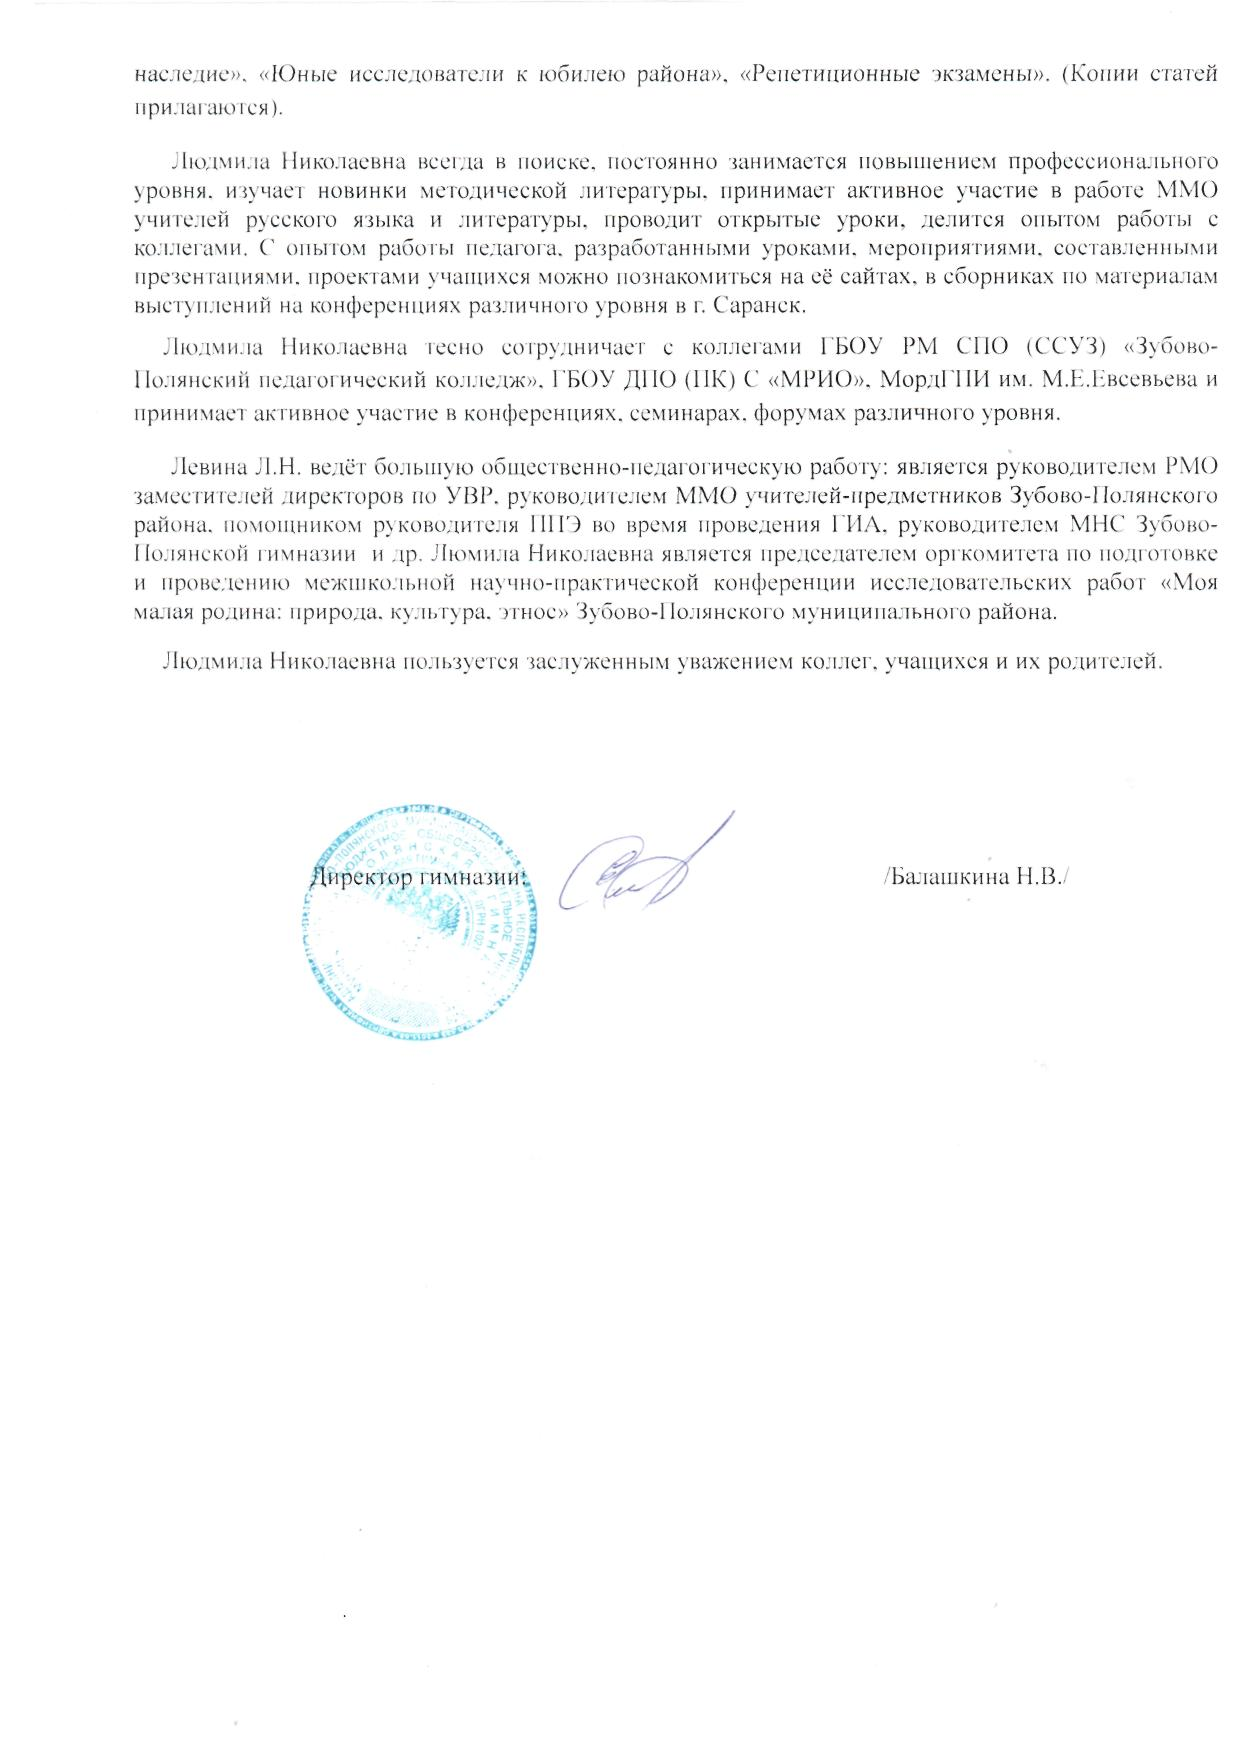 наследие», «Юные исследователи к юбилею района», «Репетиционные экзамены». (Копии статей
прилагаются).
Людмила Николаевна всегда в поиске, постоянно занимается повышением профессионального
уровня, изучает новинки методической литературы, принимает активное участие в работе ММО
учителей русского языка и литературы, проводит открытые уроки, делится опытом работы с
коллегами. С опытом работы педагога, разработанными уроками, мероприятиями, составленными
презентациями, проектами учащихся можно познакомиться на её сайтах, в сборниках по материалам
выступлений на конференциях различного уровня в г. Саранск.
Людмила Николаевна тесно сотрудничает с коллегами ГБОУ РМ СПО (ССУЗ) «Зубово-
Полянский педагогический колледж», ГБОУ ДПО (ПК) С «МРИО», МордГПИ им. М.Е.Евсевьева и
принимает активное участие в конференциях, семинарах, форумах различного уровня.
Левина Л.Н. ведёт большую общественно-педагогическую работу: является руководителем РМО
заместителей директоров по УВР, руководителем ММО учителей-предметников Зубово-Полянского
района, помощником руководителя ППЭ во время проведения ГИА, руководителем МНС Зубово-
Полянской гимназии и др. Люмила Николаевна является председателем оргкомитета по подготовке
и проведению межшкольной научно-практической конференции исследовательских работ «Моя
малая родина: природа, культура, этнос» Зубово-Полянского муниципального района.
Людмила Николаевна пользуется заслуженным уважением коллег, учащихся и их родителей.
Директор гимназии: /Балашкина Н.В./